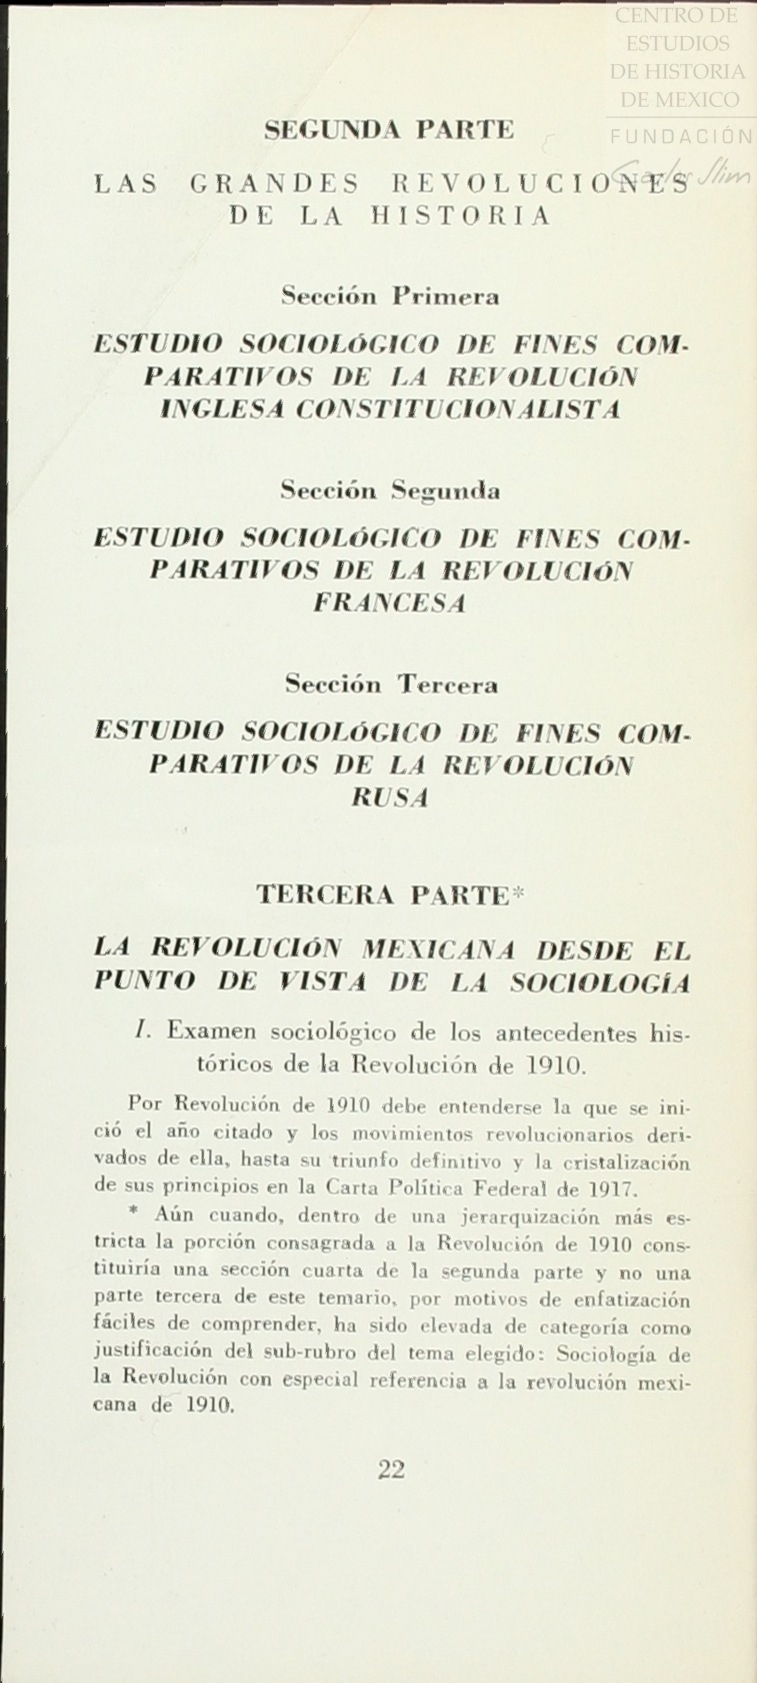 CENTRO DE
ESTUDIOS
DE HISTORIA
DE MEXICO
FUNDACIÓN
Carlos Slim
SEGUNDA PARTE
LAS GRANDES REVOLUCIONES
DE LA HISTORIA
Sección Primera
ESTUDIO SOCIOLÓGICO DE FINES COM-
PARATIVOS DE LA REVOLUCIÓN
INGLESA CONSTITUCIONALISTA
Sección Segunda
ESTUDIO SOCIOLÓGICO DE FINES COM-
PARATIVOS DE LA REVOLUCIÓN
FRANCESA
Sección Tercera
ESTUDIO SOCIOLÓGICO DE FINES COM-
PARATIVOS DE LA REVOLUCIÓN
RUSA
TERCERA PARTE*
LA REVOLUCIÓN MEXICANA DESDE EL
PUNTO DE VISTA DE LA SOCIOLOGÍA
I. Examen sociológico de los antecedentes his-
tóricos de la Revolución de 1910.
Por Revolución de 1910 debe entenderse la que se ini-
ció el año citado y los movimientos revolucionarios deri-
vados de ella, hasta su triunfo definitivo y la cristalización
de sus principios en la Carta Política Federal de 1917.
* Aún cuando, dentro de una jerarquización más es-
tricta la porción consagrada a la Revolución de 1910 cons-
tituiría una sección cuarta de la segunda parte y no una
parte tercera de este temario, por motivos de enfatización
fáciles de comprender, ha sido elevada de categoría como
justificación del sub-rubro del tema elegido: Sociología de
la Revolución con especial referencia a la revolución mexi-
cana de 1910.
22